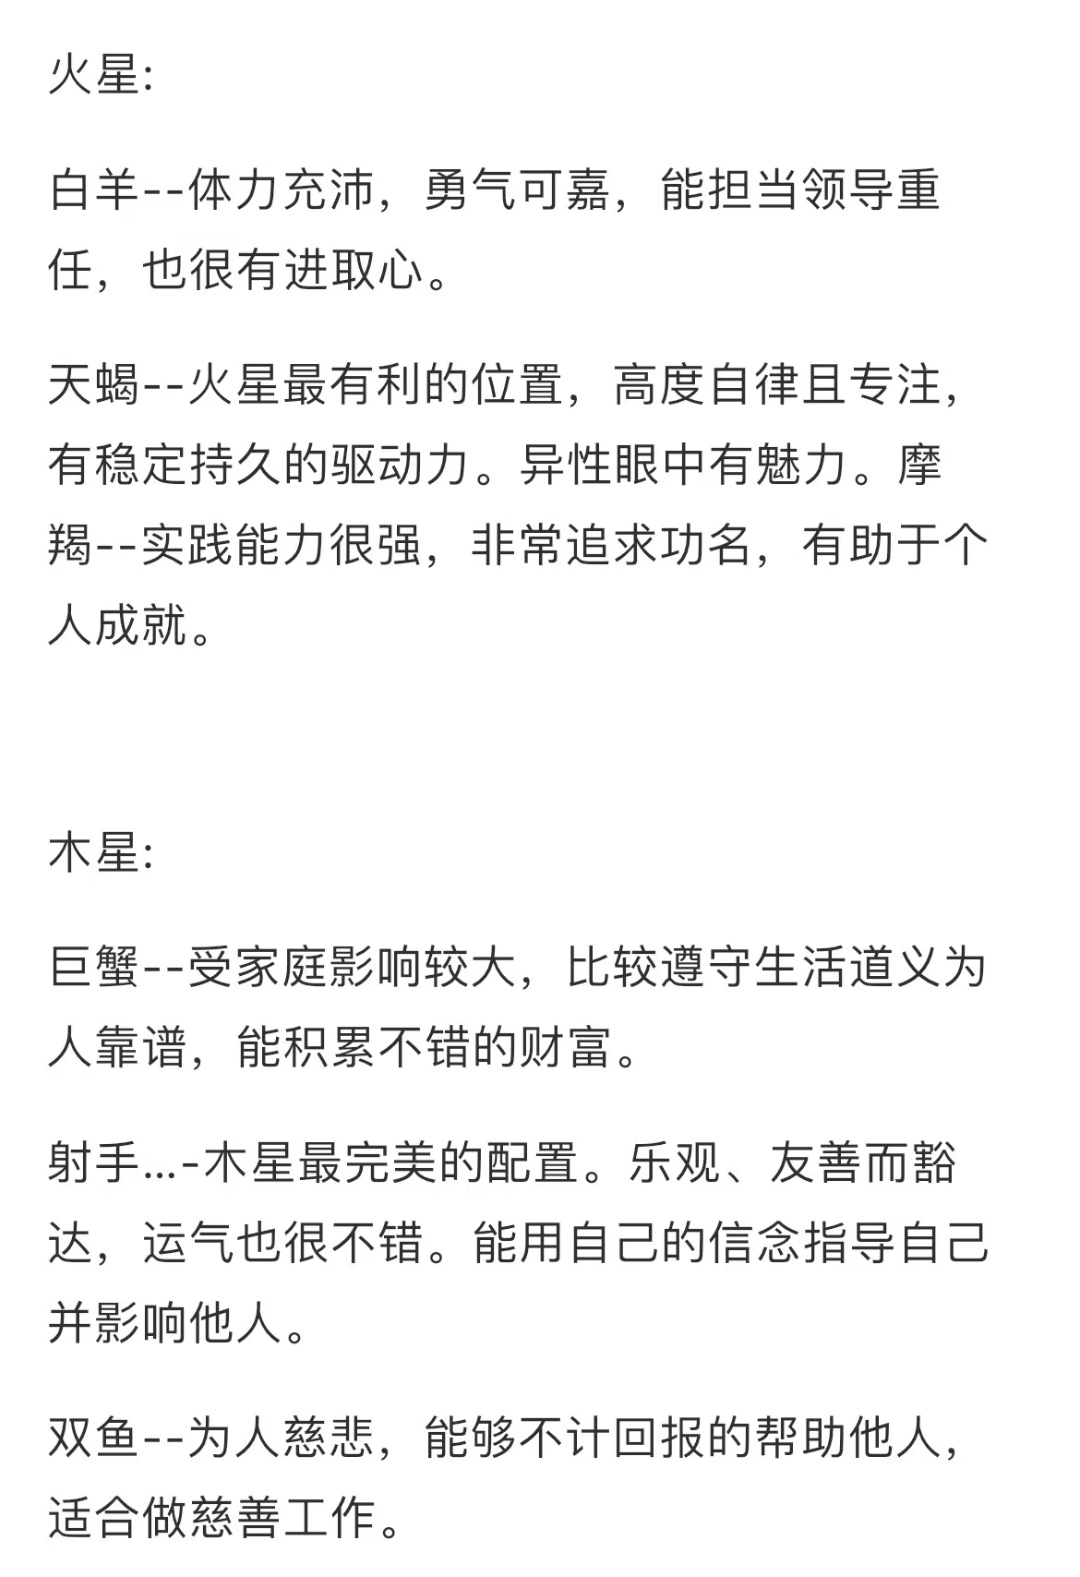 火星:
白羊--体力充沛，勇气可嘉，能担当领导重
任，也很有进取心。
天蝎--火星最有利的位置，高度自律且专注，
有稳定持久的驱动力。异性眼中有魅力。摩
羯--实践能力很强，非常追求功名，有助于个
人成就。
木星:
巨蟹--受家庭影响较大，比较遵守生活道义为
人靠谱，能积累不错的财富。
射手...-木星最完美的配置。乐观、友善而豁
达，运气也很不错。能用自己的信念指导自己
并影响他人。
双鱼--为人慈悲，能够不计回报的帮助他人，
适合做慈善工作。